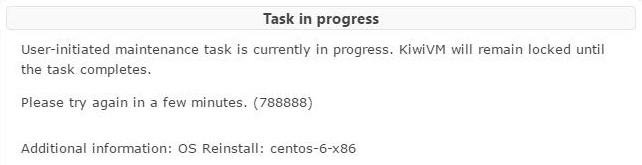 Task in progress
User-initiated maintenance task is currently in progress. KiwiVM will remain locked until
the task completes.
Please try again in a few minutes. (788888)
Additional information: OS Reinstall: centos-6-x86